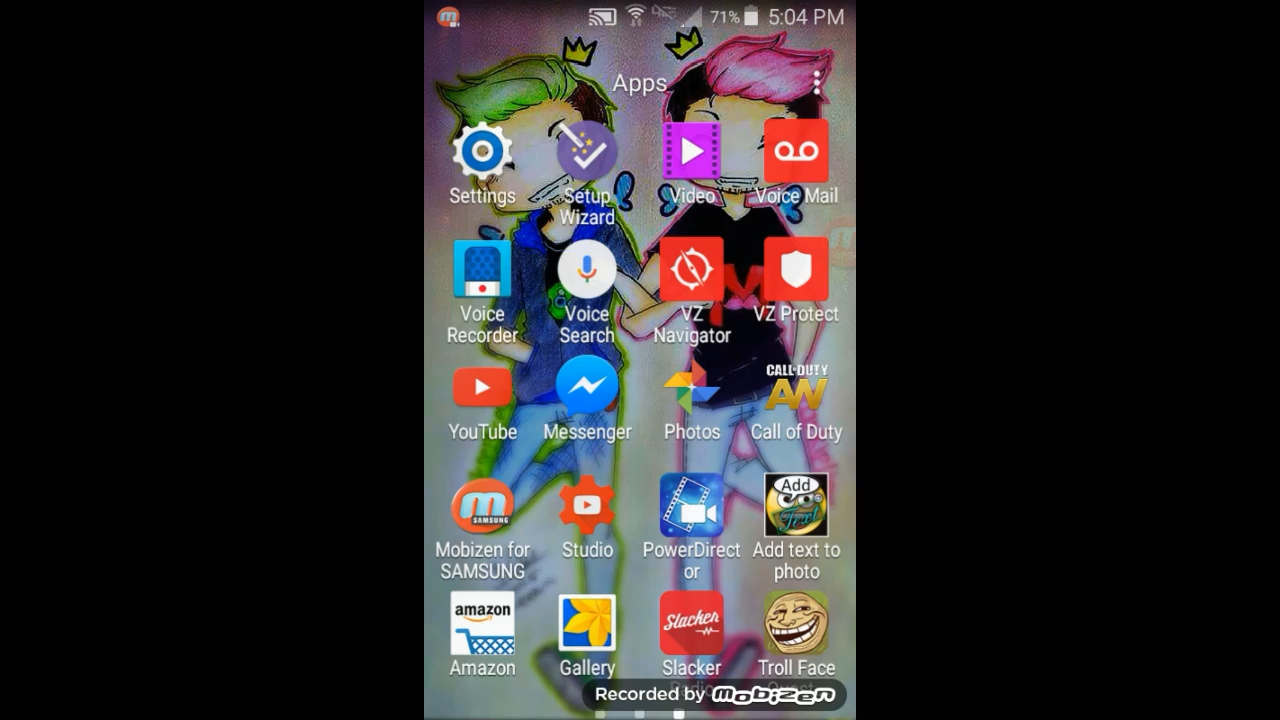 71% 5:04 PM
Apps
Settings
Setup
Wizard
Video
Voice Mail
Voice
Recorder
Voice
Search
VZ
Navigator
VZ Protect
YouTube
Messenger
Photos
CALL OF DUTY
AW
Call of Duty
m
SAMSUNG
Mobizen for
SAMSUNG
Studio
PowerDirect
or
Add
Text
Add text to
photo
amazon
Amazon
Gallery
Slacker
Slacker
Radio
Troll Face
Recorded by mobizen